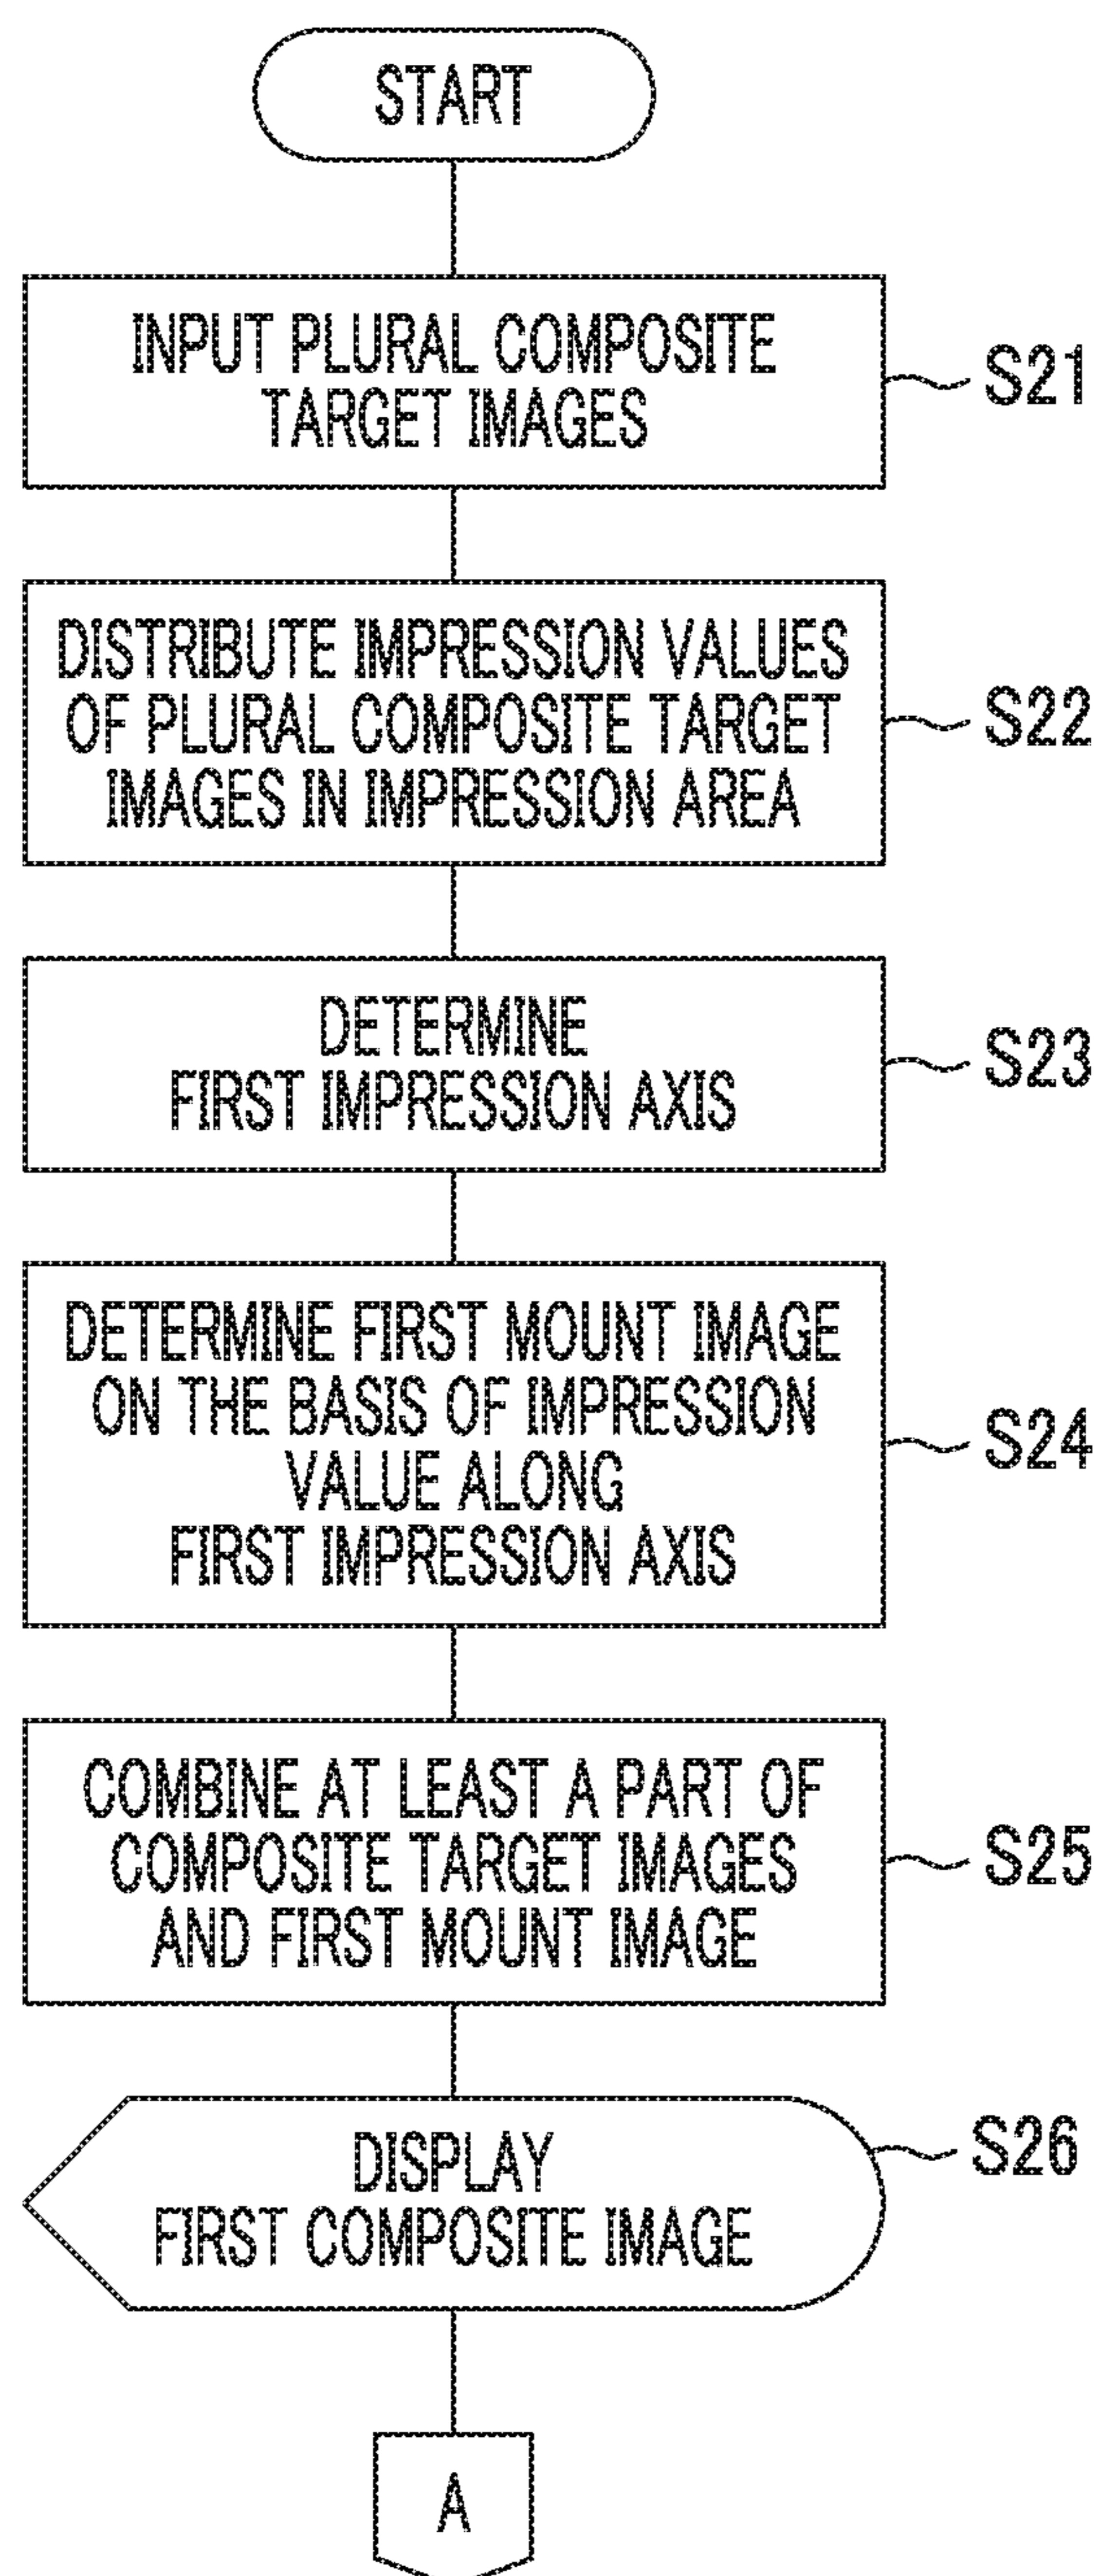 START
INPUT PLURAL COMPOSITE
TARGET IMAGES
S21
DISTRIBUTE IMPRESSION VALUES
OF PLURAL COMPOSITE TARGET
IMAGES IN IMPRESSION AREA
S22
DETERMINE
FIRST IMPRESSION AXIS
S23
DETERMINE FIRST MOUNT IMAGE
ON THE BASIS OF IMPRESSION
VALUE ALONG
FIRST IMPRESSION AXIS
S24
COMBINE AT LEAST A PART OF
COMPOSITE TARGET IMAGES
AND FIRST MOUNT IMAGE
S25
DISPLAY
FIRST COMPOSITE IMAGE
S26
A